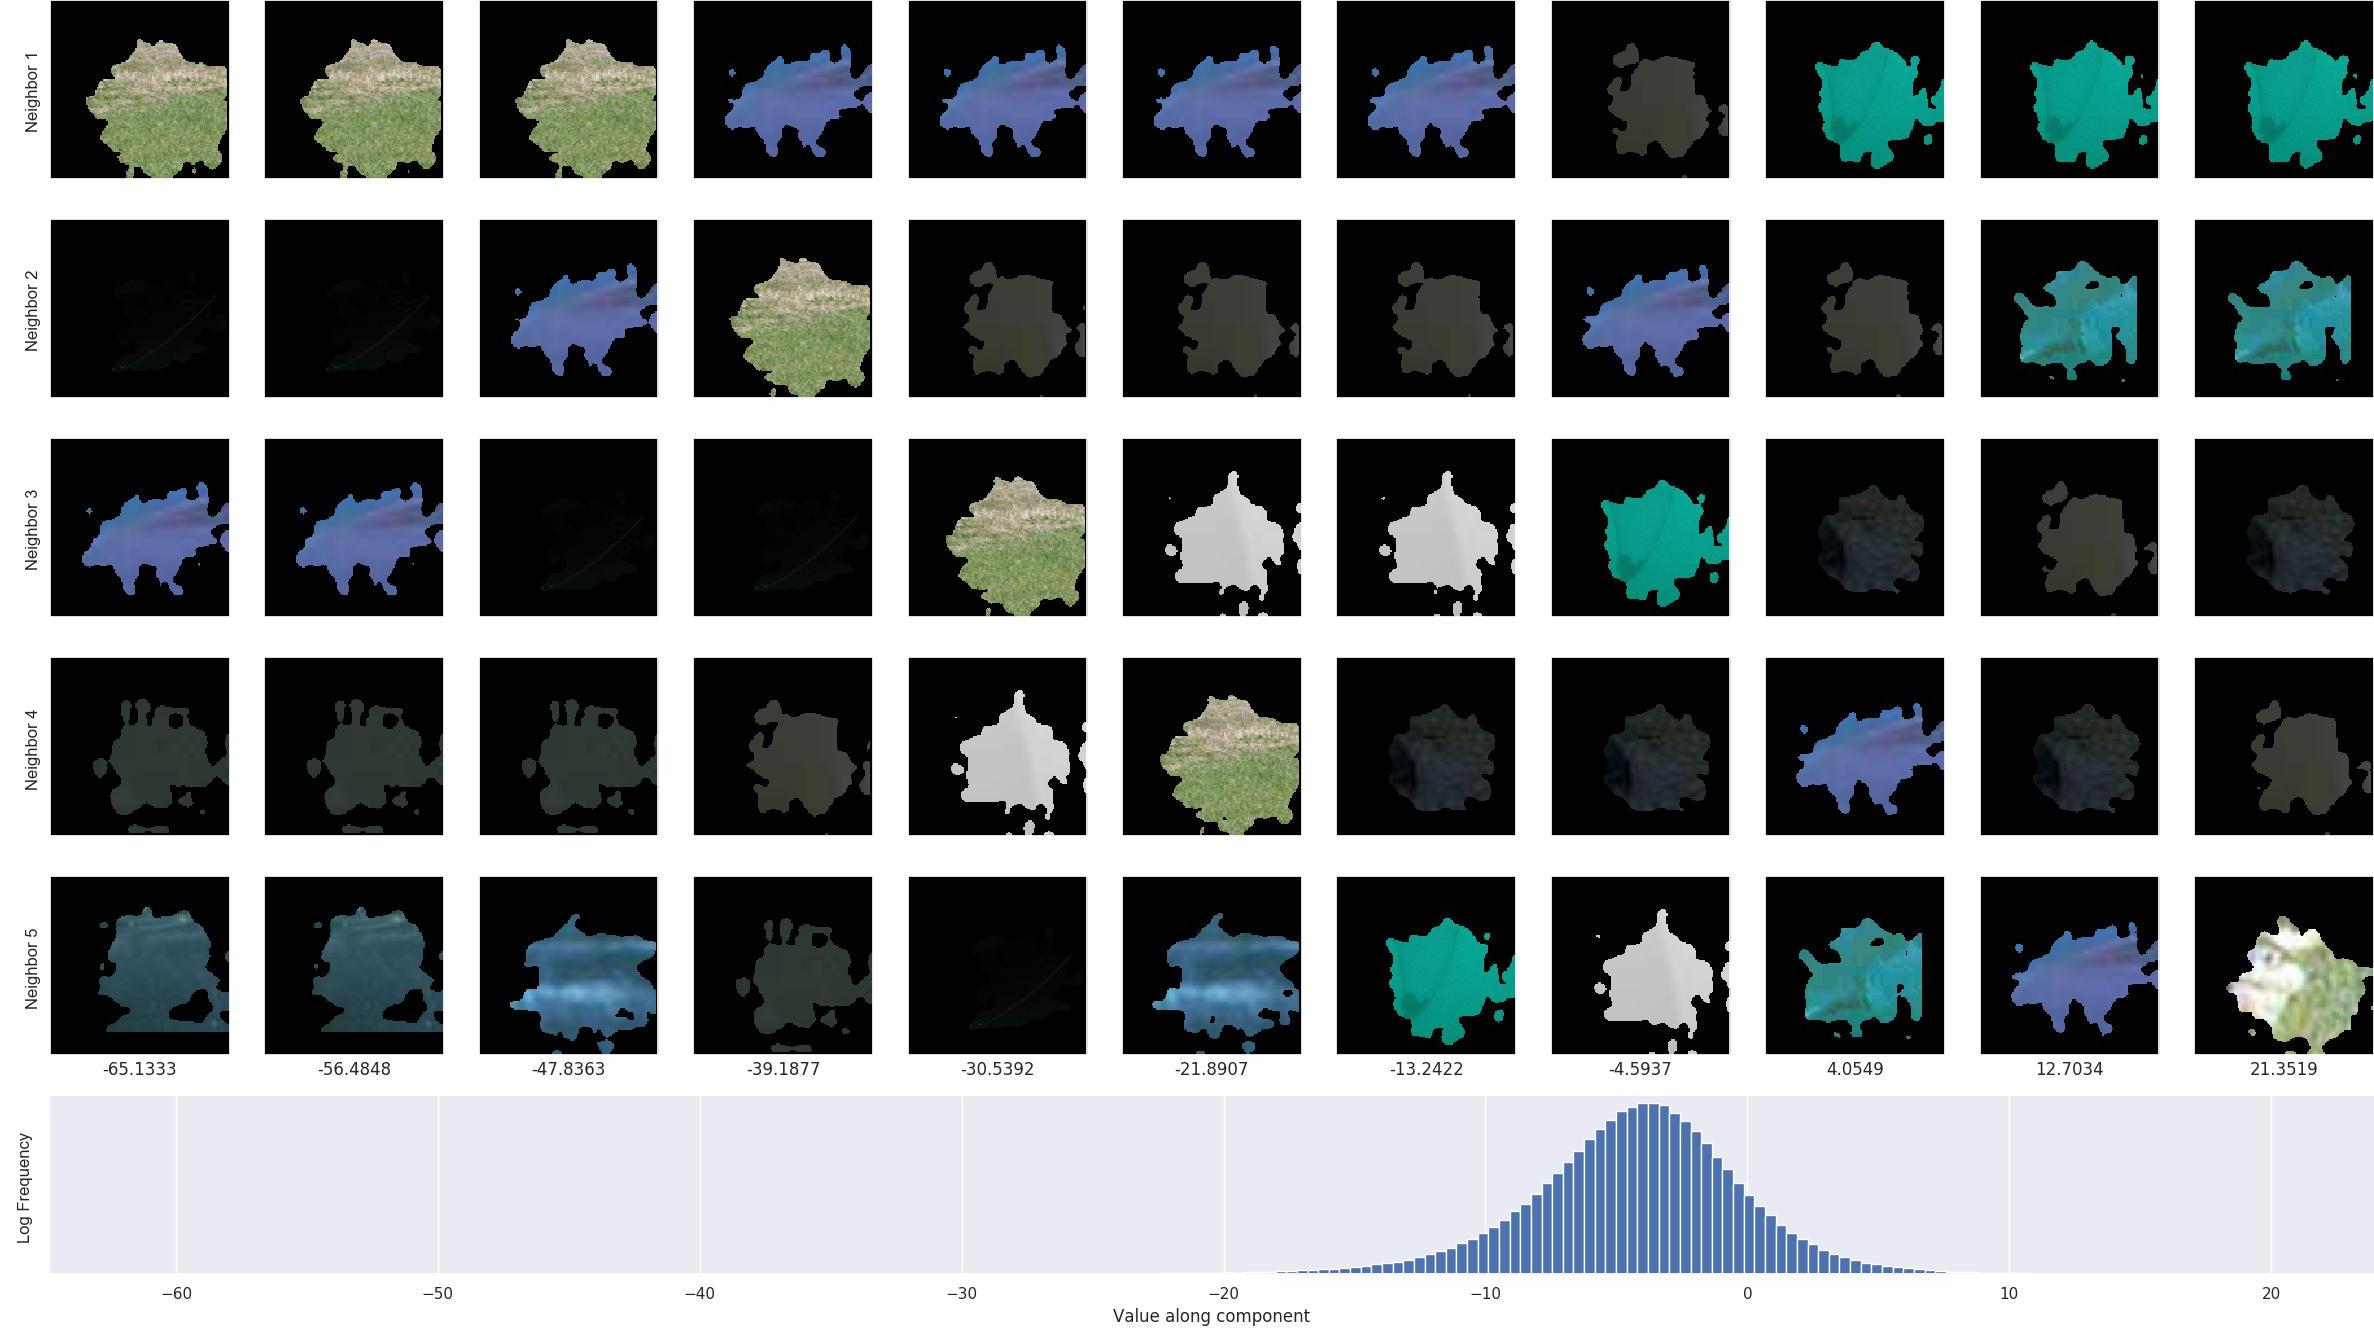 Neighbor 1
Neighbor 2
Neighbor 3
Neighbor 4
Neighbor 5
-65.1333 -56.4848 -47.8363 -39.1877 -30.5392 -21.8907 -13.2422 -4.5937 4.0549 12.7034 21.3519
Log Frequency
−60 −50 −40 −30 −20 −10 0 10 20
Value along component